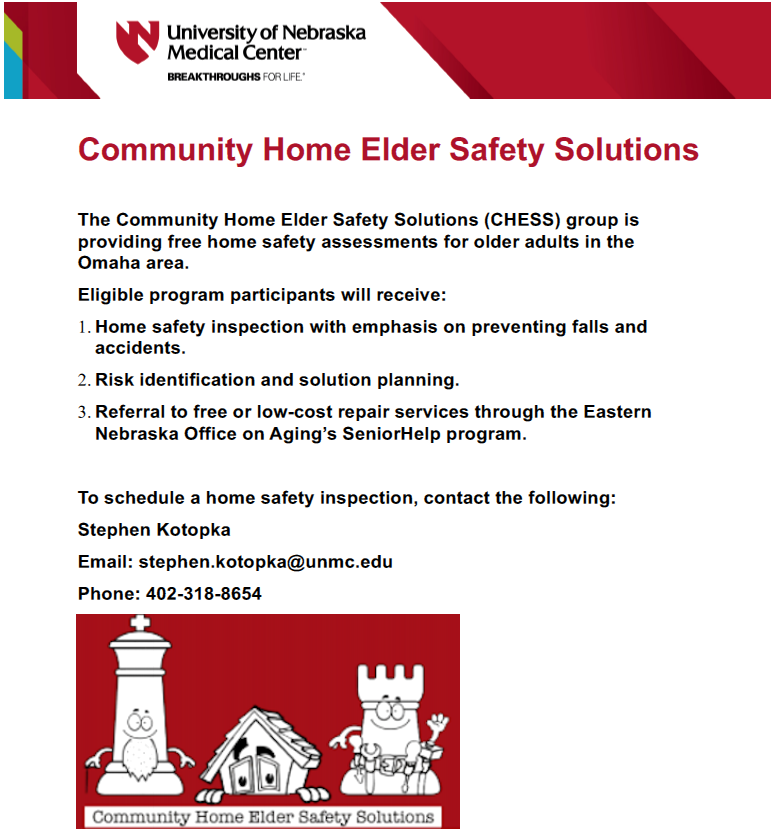 University of Nebraska
Medical Center™
BREAKTHROUGHS FOR LIFE.®
Community Home Elder Safety Solutions
The Community Home Elder Safety Solutions (CHESS) group is
providing free home safety assessments for older adults in the
Omaha area.
Eligible program participants will receive:
1. Home safety inspection with emphasis on preventing falls and
accidents.
2. Risk identification and solution planning.
3. Referral to free or low-cost repair services through the Eastern
Nebraska Office on Aging’s SeniorHelp program.
To schedule a home safety inspection, contact the following:
Stephen Kotopka
Email: stephen.kotopka@unmc.edu
Phone: 402-318-8654
Community Home Elder Safety Solutions